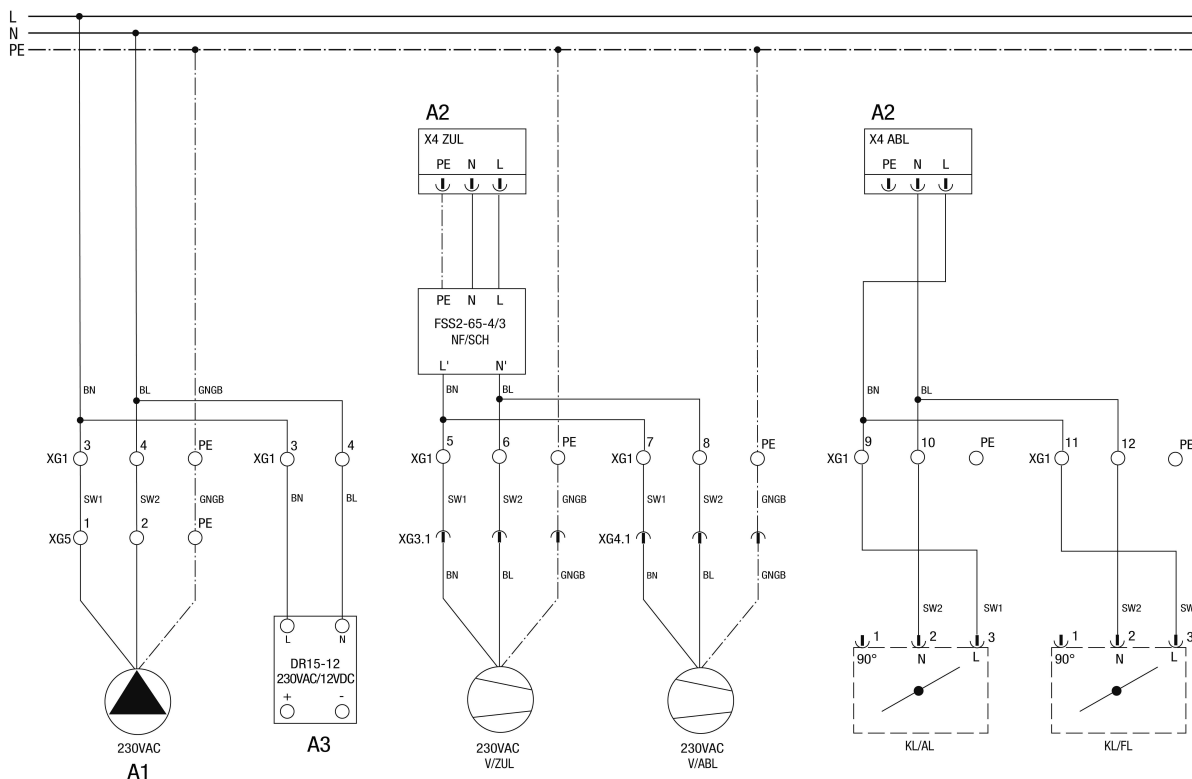 L
N
PE
A2
A2
X4 ZUL
X4 ABL
PE N L
PE N L
PE N L
FSS2-65-4/3
NF/SCH
L' N'
BN BL GNGB BN BL BN BL
3 4 PE 3 4 5 6 PE 7 8 PE 9 10 PE 11 12 PE
XG1 XG1 XG1 XG1 XG1 XG1
SW1 SW2 GNGB BN BL SW1 SW2 GNGB SW1 SW2 GNGB
1 2 PE
XG5 XG3.1 XG4.1
BN BL GNGB BN BL GNGB
SW2 SW1 SW2 SW
1 2 3 1 2 3
L N
90° N L 90° N L
DR15-12
230VAC/12VDC
+ -
230VAC
A1
A3
230VAC
V/ZUL
230VAC
V/ABL
KL/AL
KL/FL